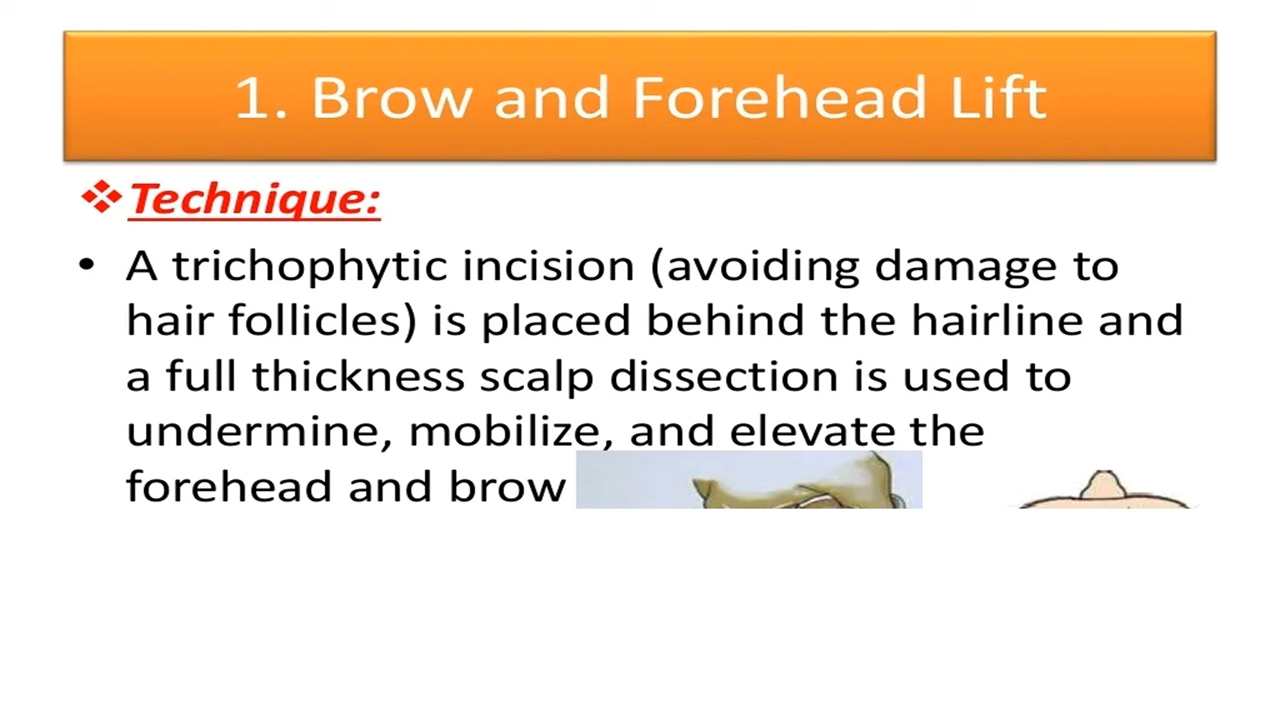 1. Brow and Forehead Lift
Technique:
• A trichophytic incision (avoiding damage to
hair follicles) is placed behind the hairline and
a full thickness scalp dissection is used to
undermine, mobilize, and elevate the
forehead and brow